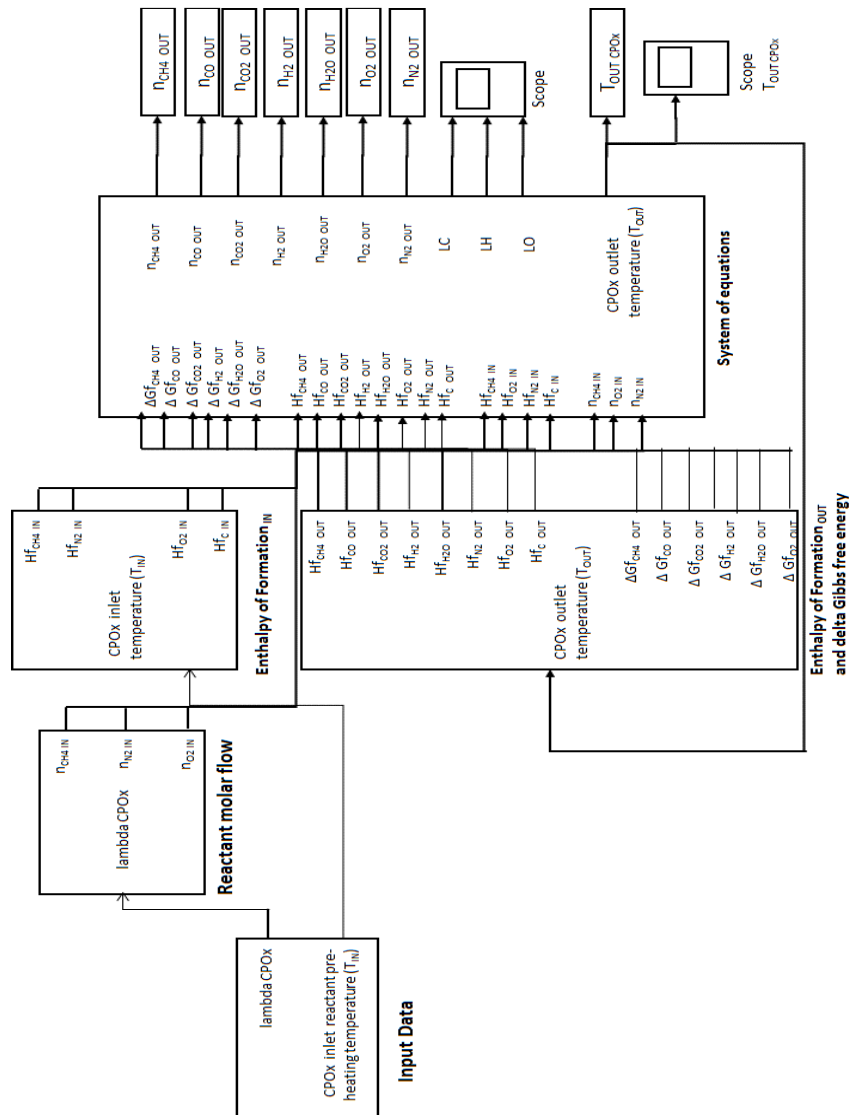 lambda CPOx
CPOx inlet reactant pre-
heating temperature (T_IN)
Input Data
n_CH4 IN
n_N2 IN
n_O2 IN
lambda CPOx
Reactant molar flow
Hf_CH4 IN
Hf_N2 IN
Hf_O2 IN
Hf_C IN
CPOx inlet
temperature (T_IN)
Enthalpy of Formation_IN
Hf_CH4 OUT
Hf_CO OUT
Hf_CO2 OUT
Hf_H2 OUT
Hf_H2O OUT
Hf_N2 OUT
Hf_O2 OUT
Hf_C OUT
ΔGf_CH4 OUT
Δ Gf_CO OUT
Δ Gf_CO2 OUT
Δ Gf_H2 OUT
Δ Gf_H2O OUT
Δ Gf_O2 OUT
CPOx outlet
temperature (T_OUT)
Enthalpy of Formation_OUT
and delta Gibbs free energy
ΔGf_CH4 OUT
Δ Gf_CO OUT
Δ Gf_CO2 OUT
Δ Gf_H2 OUT
Δ Gf_H2O OUT
Δ Gf_O2 OUT
Hf_CH4 OUT
Hf_CO OUT
Hf_CO2 OUT
Hf_H2 OUT
Hf_H2O OUT
Hf_O2 OUT
Hf_N2 OUT
Hf_C OUT
Hf_CH4 IN
Hf_O2 IN
Hf_N2 IN
Hf_C IN
n_CH4 IN
n_O2 IN
n_N2 IN
n_CH4 OUT
n_CO OUT
n_CO2 OUT
n_H2 OUT
n_H2O OUT
n_O2 OUT
n_N2 OUT
LC
LH
LO
CPOx outlet
temperature (T_OUT)
System of equations
n_CH4 OUT
n_CO OUT
n_CO2 OUT
n_H2 OUT
n_H2O OUT
n_O2 OUT
n_N2 OUT
Scope
T_OUT CPOx
Scope
T_OUT CPOx